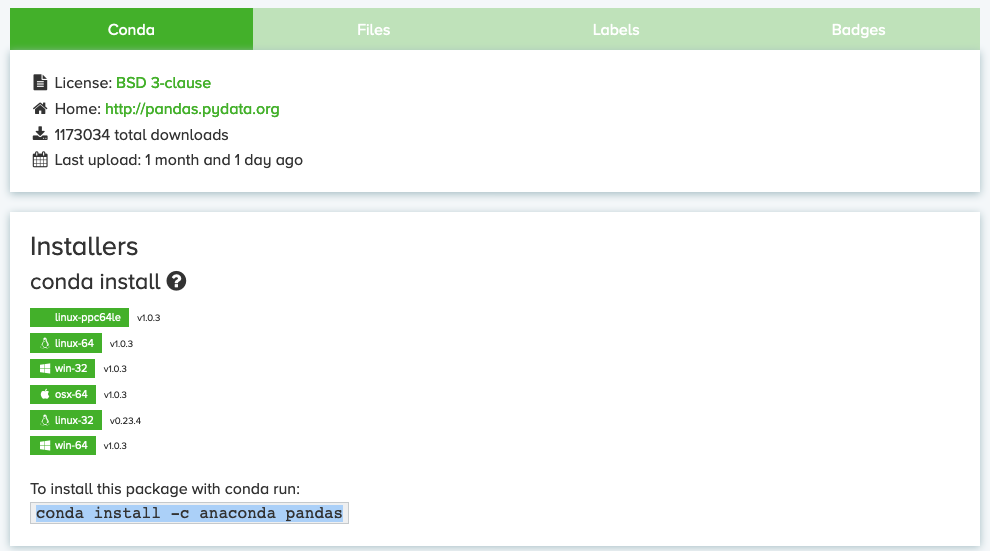 Conda Files Labels Badges
License: BSD 3-clause
Home: http://pandas.pydata.org
1173034 total downloads
Last upload: 1 month and 1 day ago
Installers
conda install ?
linux-ppc64le v1.0.3
linux-64 v1.0.3
win-32 v1.0.3
osx-64 v1.0.3
linux-32 v0.23.4
win-64 v1.0.3
To install this package with conda run:
conda install -c anaconda pandas